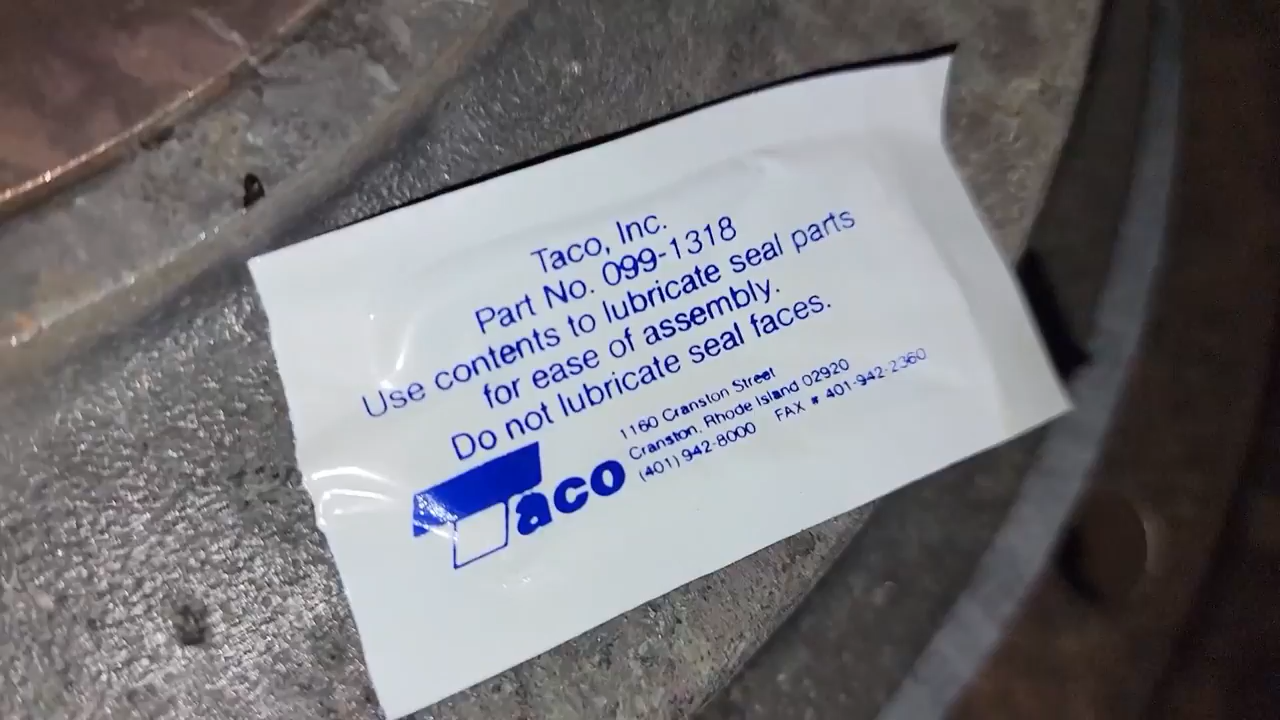 Taco, Inc.
Part No. 099-1318
Use contents to lubricate seal parts
for ease of assembly.
Do not lubricate seal faces.
Taco
1160 Cranston Street
Cranston, Rhode Island 02920
(401) 942-8000 FAX # 401-942-2360